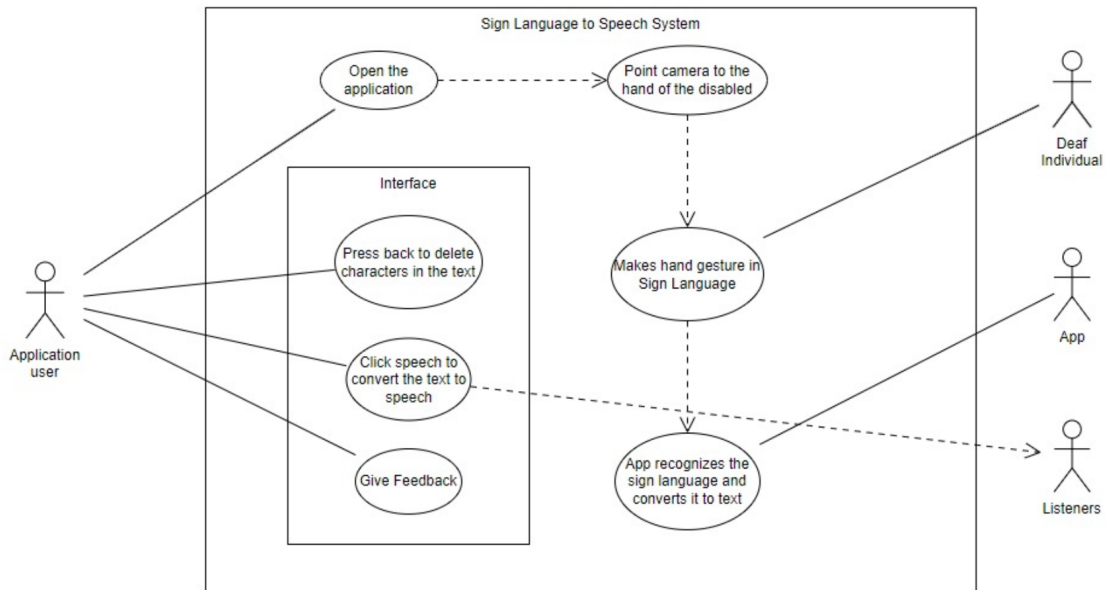 Sign Language to Speech System
Open the
application
Point camera to the
hand of the disabled
Deaf
Individual
Interface
Press back to delete
characters in the text
Makes hand gesture in
Sign Language
App
Application
user
Click speech to
convert the text to
speech
Give Feedback
App recognizes the
sign language and
converts it to text
Listeners